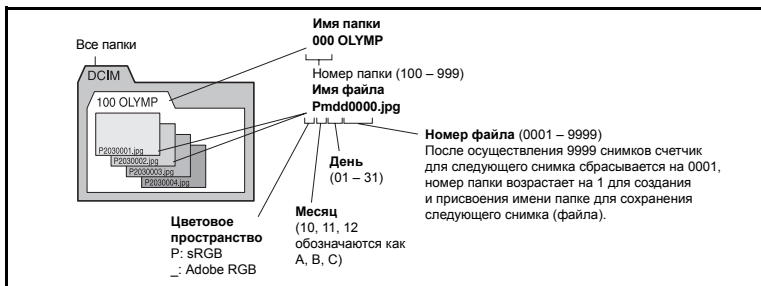 Все папки
DCIM
100 OLYMP
P2030001.jpg
P2030002.jpg
P2030003.jpg
P2030004.jpg
Имя папки
000 OLYMP
Номер папки (100 – 999)
Имя файла
Pmdd0000.jpg
Цветовое
пространство
P: sRGB
_: Adobe RGB
Месяц
(10, 11, 12
обозначаются как
A, B, C)
День
(01 – 31)
Номер файла (0001 – 9999)
После осуществления 9999 снимков счетчик
для следующего снимка сбрасывается на 0001,
номер папки возрастает на 1 для создания
и присвоения имени папке для сохранения
следующего снимка (файла).